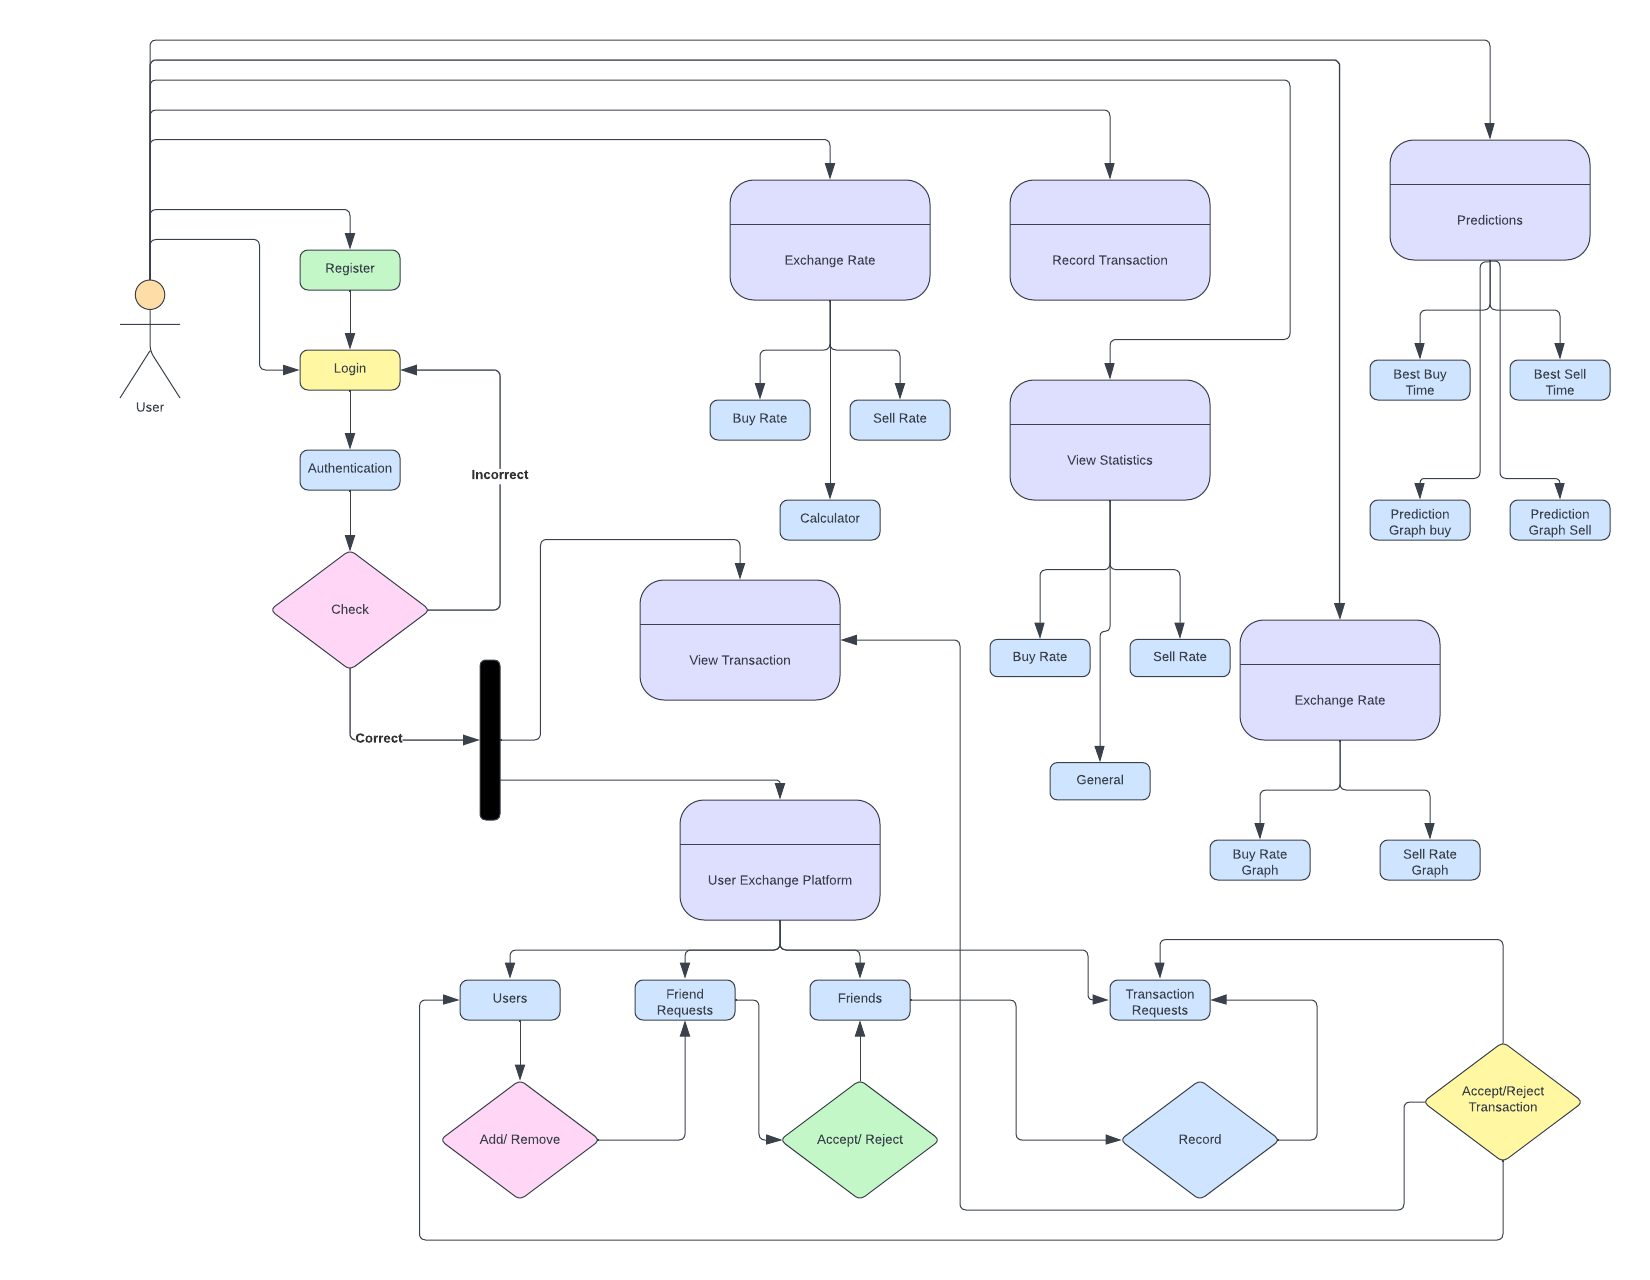 Predictions
Register
Exchange Rate
Record Transaction
Login
User
Best Buy
Time
Best Sell
Time
Buy Rate
Sell Rate
Authentication
Incorrect
View Statistics
Calculator
Prediction
Graph buy
Prediction
Graph Sell
Check
View Transaction
Buy Rate
Sell Rate
Exchange Rate
Correct
General
User Exchange Platform
Buy Rate
Graph
Sell Rate
Graph
Users
Friend
Requests
Friends
Transaction
Requests
Accept/Reject
Transaction
Add/ Remove
Accept/ Reject
Record